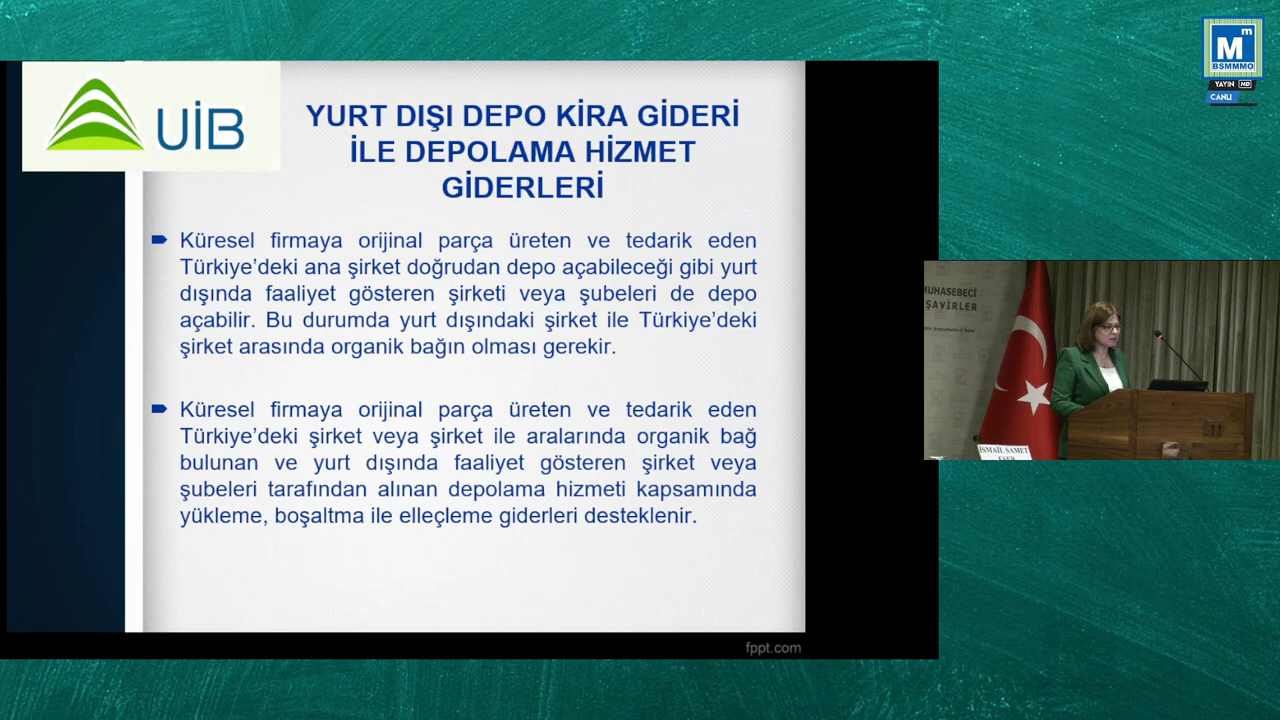 UİB
YURT DIŞI DEPO KİRA GİDERİ
İLE DEPOLAMA HİZMET
GİDERLERİ
Küresel firmaya orijinal parça üreten ve tedarik eden
Türkiye’deki ana şirket doğrudan depo açabileceği gibi yurt
dışında faaliyet gösteren şirketi veya şubeleri de depo
açabilir. Bu durumda yurt dışındaki şirket ile Türkiye’deki
şirket arasında organik bağın olması gerekir.
Küresel firmaya orijinal parça üreten ve tedarik eden
Türkiye’deki şirket veya şirket ile aralarında organik bağ
bulunan ve yurt dışında faaliyet gösteren şirket veya
şubeleri tarafından alınan depolama hizmeti kapsamında
yükleme, boşaltma ile elleçleme giderleri desteklenir.
fppt.com
M m
BSMMMO
YAYIN HD
CANLI
MUHASEBECİ
ŞAVİRLER
İSMAİL SAMET